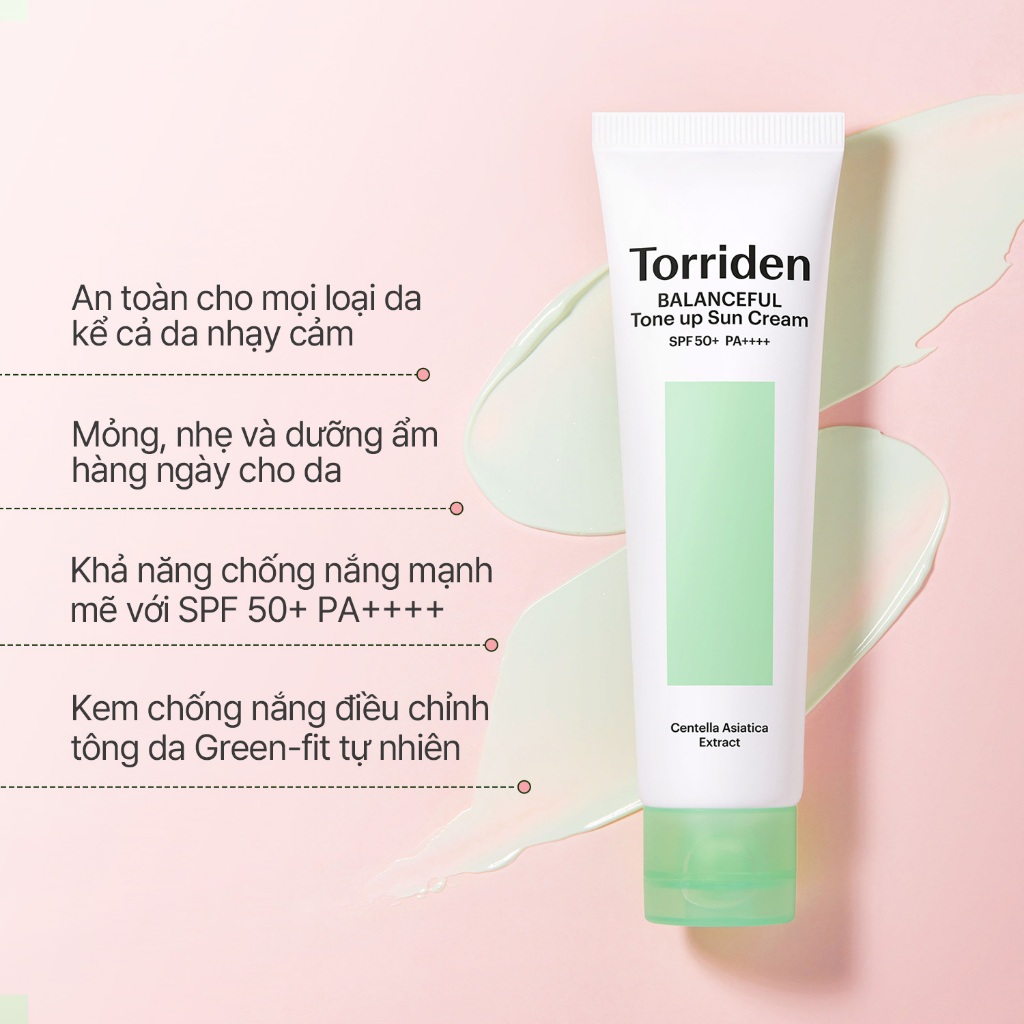 An toàn cho mọi loại da
kể cả da nhạy cảm
Mỏng, nhẹ và dưỡng ẩm
hàng ngày cho da
Khả năng chống nắng mạnh
mẽ với SPF 50+ PA++++
Kem chống nắng điều chỉnh
tông da Green-fit tự nhiên
Torriden
BALANCEFUL
Tone up Sun Cream
SPF50+ PA++++
Centella Asiatica
Extract